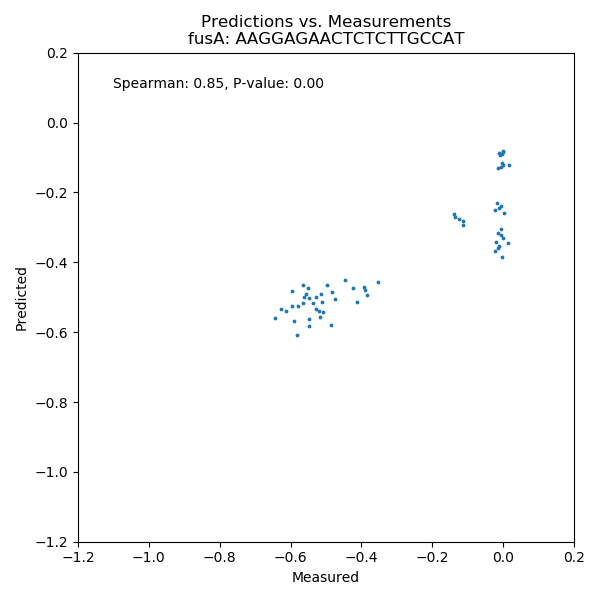 Predictions vs. Measurements
fusA: AAGGAGAACTCTCTTGCCAT
Spearman: 0.85, P-value: 0.00
0.2
0.0
−0.2
−0.4
−0.6
−0.8
−1.0
−1.2
Predicted
−1.2 −1.0 −0.8 −0.6 −0.4 −0.2 0.0 0.2
Measured